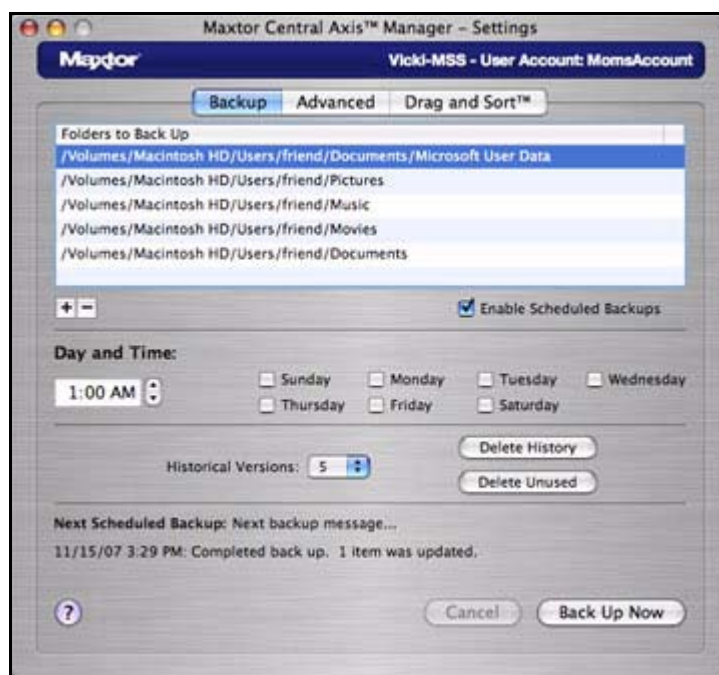 Maxtor Central Axis™ Manager – Settings
Maxtor
Vicki-MSS - User Account: MomsAccount
Backup Advanced Drag and Sort™
Folders to Back Up
/Volumes/Macintosh HD/Users/friend/Documents/Microsoft User Data
/Volumes/Macintosh HD/Users/friend/Pictures
/Volumes/Macintosh HD/Users/friend/Music
/Volumes/Macintosh HD/Users/friend/Movies
/Volumes/Macintosh HD/Users/friend/Documents
+ − Enable Scheduled Backups
Day and Time:
1:00 AM Sunday Monday Tuesday Wednesday
Thursday Friday Saturday
Historical Versions: 5
Delete History
Delete Unused
Next Scheduled Backup: Next backup message...
11/15/07 3:29 PM: Completed back up. 1 item was updated.
? Cancel Back Up Now